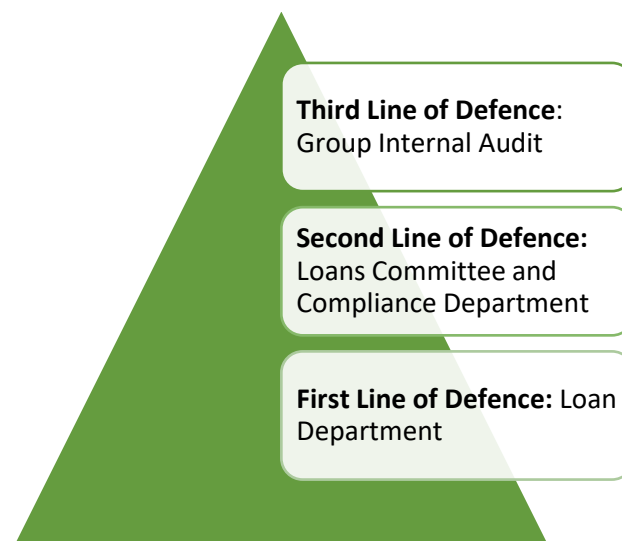 Third Line of Defence:
Group Internal Audit
Second Line of Defence:
Loans Committee and
Compliance Department
First Line of Defence: Loan
Department